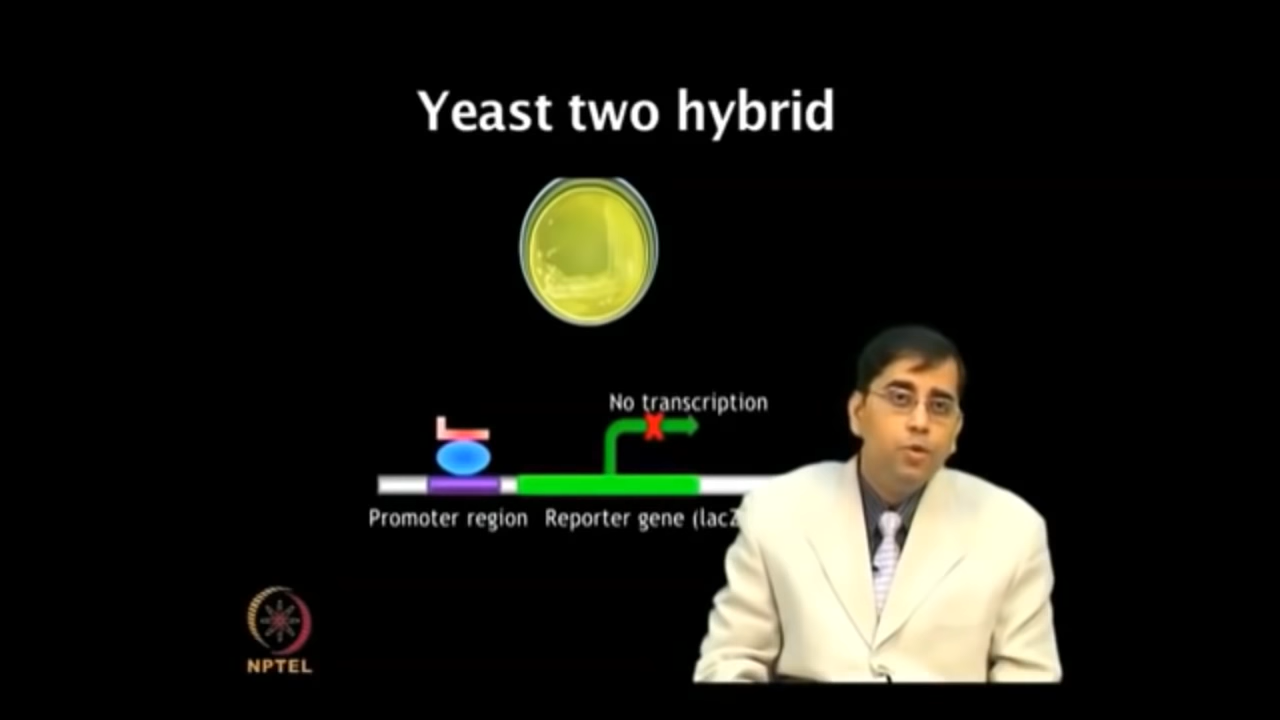 Yeast two hybrid
No transcription
Promoter region Reporter gene (lacZ
NPTEL